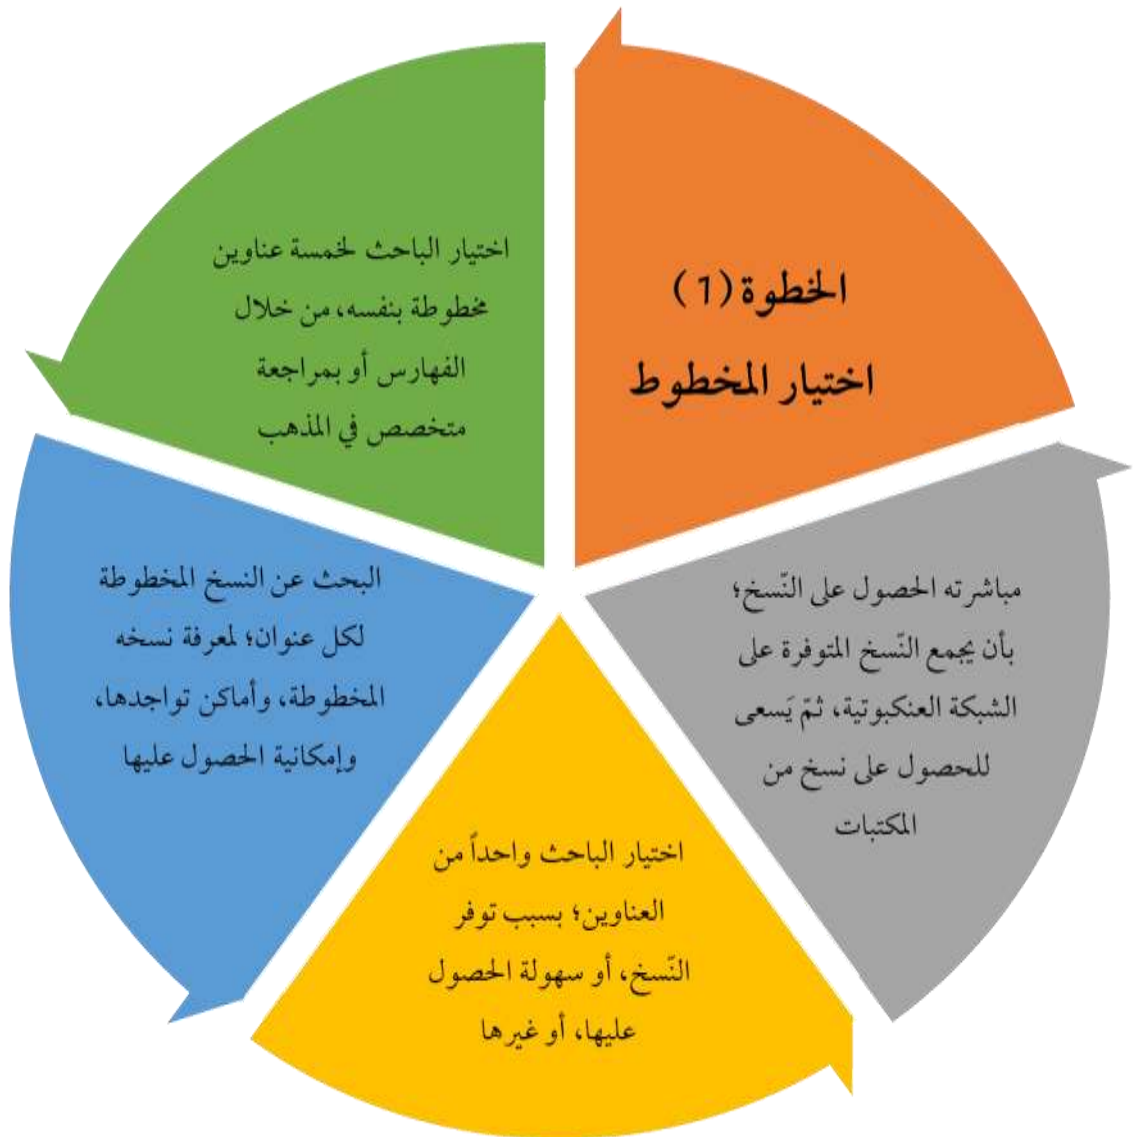 الخطوة (1)
اختيار المخطوط
اختيار الباحث لخمسة عناوين
مخطوطة بنفسه، من خلال
الفهارس أو بمراجعة
متخصص في المذهب
البحث عن النسخ المخطوطة
لكل عنوان؛ لمعرفة نسخه
المخطوطة، وأماكن تواجدها،
وإمكانية الحصول عليها
اختيار الباحث واحداً من
العناوين؛ بسبب توفر
النّسخ، أو سهولة الحصول
عليها، أو غيرها
مباشرته الحصول على النّسخ؛
بأن يجمع النّسخ المتوفرة على
الشبكة العنكبوتية، ثمّ يَسعى
للحصول على نسخ من
المكتبات